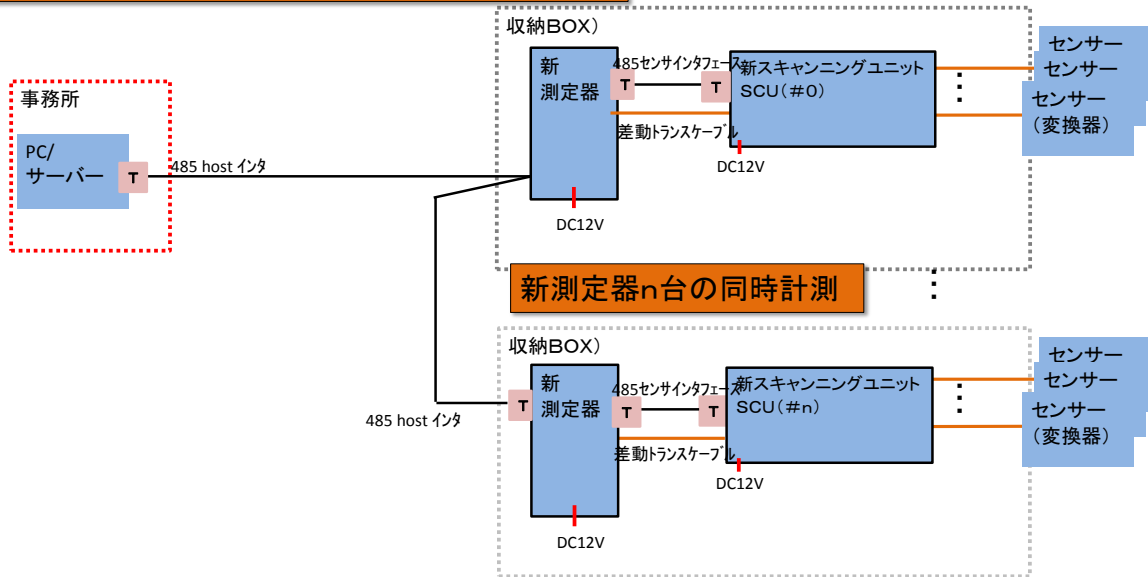 収納BOX）
新
測定器
485センサインタフェース
T
T
新スキャンニングユニット
SCU（#0）
差動トランスケーブル
DC12V
DC12V
センサー
センサー
センサー
（変換器）
事務所
PC/
サーバー
T
485 host インタ
新測定器n台の同時計測
収納BOX）
新
測定器
T
485センサインタフェース
T
T
新スキャンニングユニット
SCU（#n）
差動トランスケーブル
DC12V
DC12V
485 host インタ
センサー
センサー
センサー
（変換器）